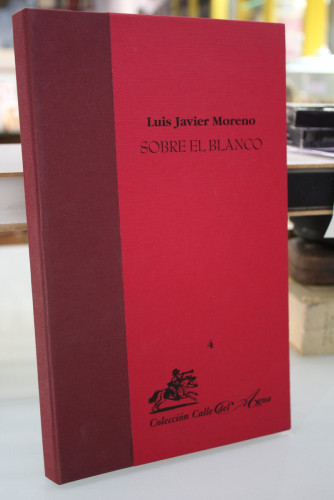 Luis Javier Moreno
SOBRE EL BLANCO
4
Colección Calle del Agua